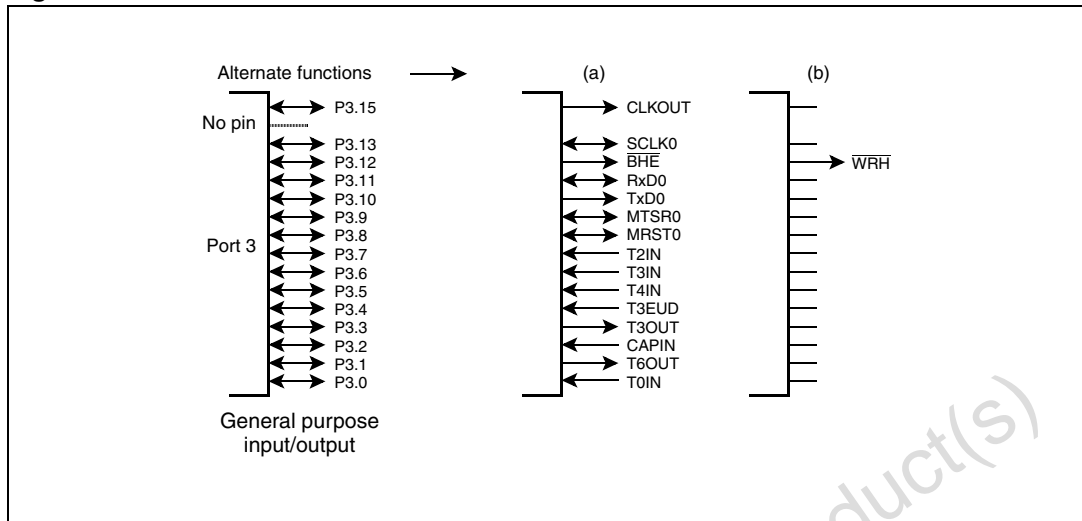 Alternate functions (a) (b)
P3.15 CLKOUT
No pin
P3.13 SCLK0
P3.12 BHE WRH
P3.11 RxD0
P3.10 TxD0
P3.9 MTSR0
P3.8 MRST0
Port 3 P3.7 T2IN
P3.6 T3IN
P3.5 T4IN
P3.4 T3EUD
P3.3 T3OUT
P3.2 CAPIN
P3.1 T6OUT
P3.0 T0IN
General purpose
input/output
duct(s)